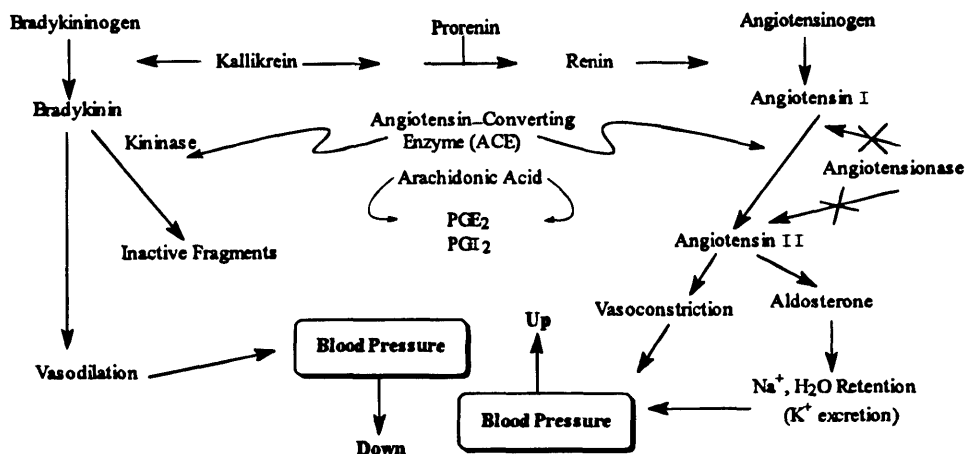 Bradykininogen
Prorenin
Angiotensinogen
Kallikrein
Renin
Bradykinin
Angiotensin I
Kininase
Angiotensin–Converting
Enzyme (ACE)
Arachidonic Acid
Angiotensionase
PGE2
PGI2
Inactive Fragments
Angiotensin II
Vasoconstriction
Aldosterone
Up
Blood Pressure
Vasodilation
Na+, H2O Retention
(K+ excretion)
Blood Pressure
Down